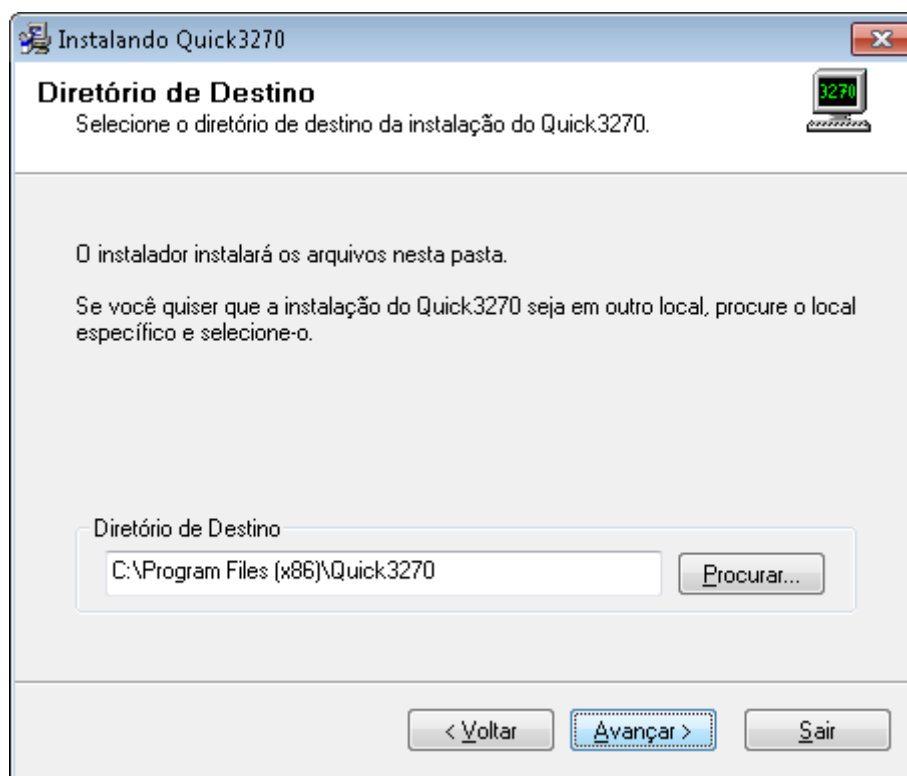 Instalando Quick3270
Diretório de Destino
Selecione o diretório de destino da instalação do Quick3270.
3270
O instalador instalará os arquivos nesta pasta.
Se você quiser que a instalação do Quick3270 seja em outro local, procure o local
específico e selecione-o.
Diretório de Destino
C:\Program Files (x86)\Quick3270
Procurar...
< Voltar
Avançar >
Sair